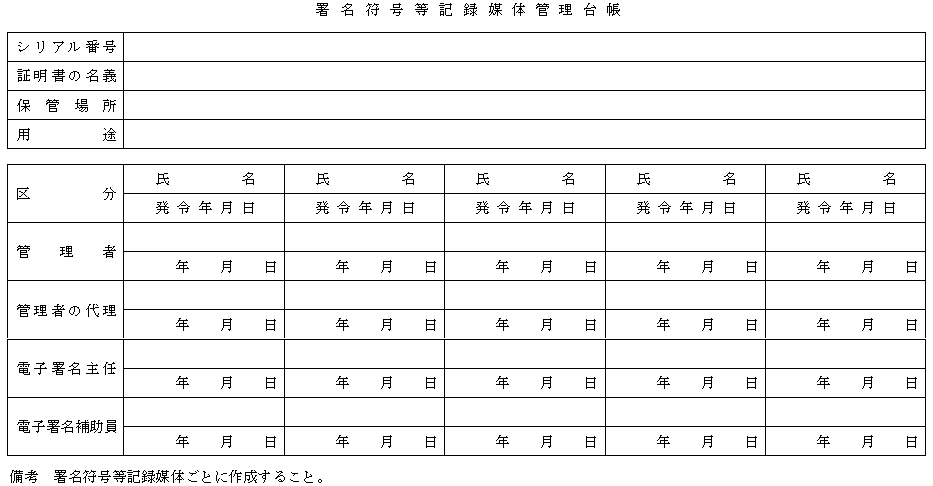 署名符号等記録媒体管理台帳
シリアル番号
証明書の名義
保管場所
用途
区分 氏名 氏名 氏名 氏名 氏名
発令年月日 発令年月日 発令年月日 発令年月日 発令年月日
管理者
年 月 日 年 月 日 年 月 日 年 月 日 年 月 日
管理者の代理
年 月 日 年 月 日 年 月 日 年 月 日 年 月 日
電子署名主任
年 月 日 年 月 日 年 月 日 年 月 日 年 月 日
電子署名補助員
年 月 日 年 月 日 年 月 日 年 月 日 年 月 日
備考 署名符号等記録媒体ごとに作成すること。